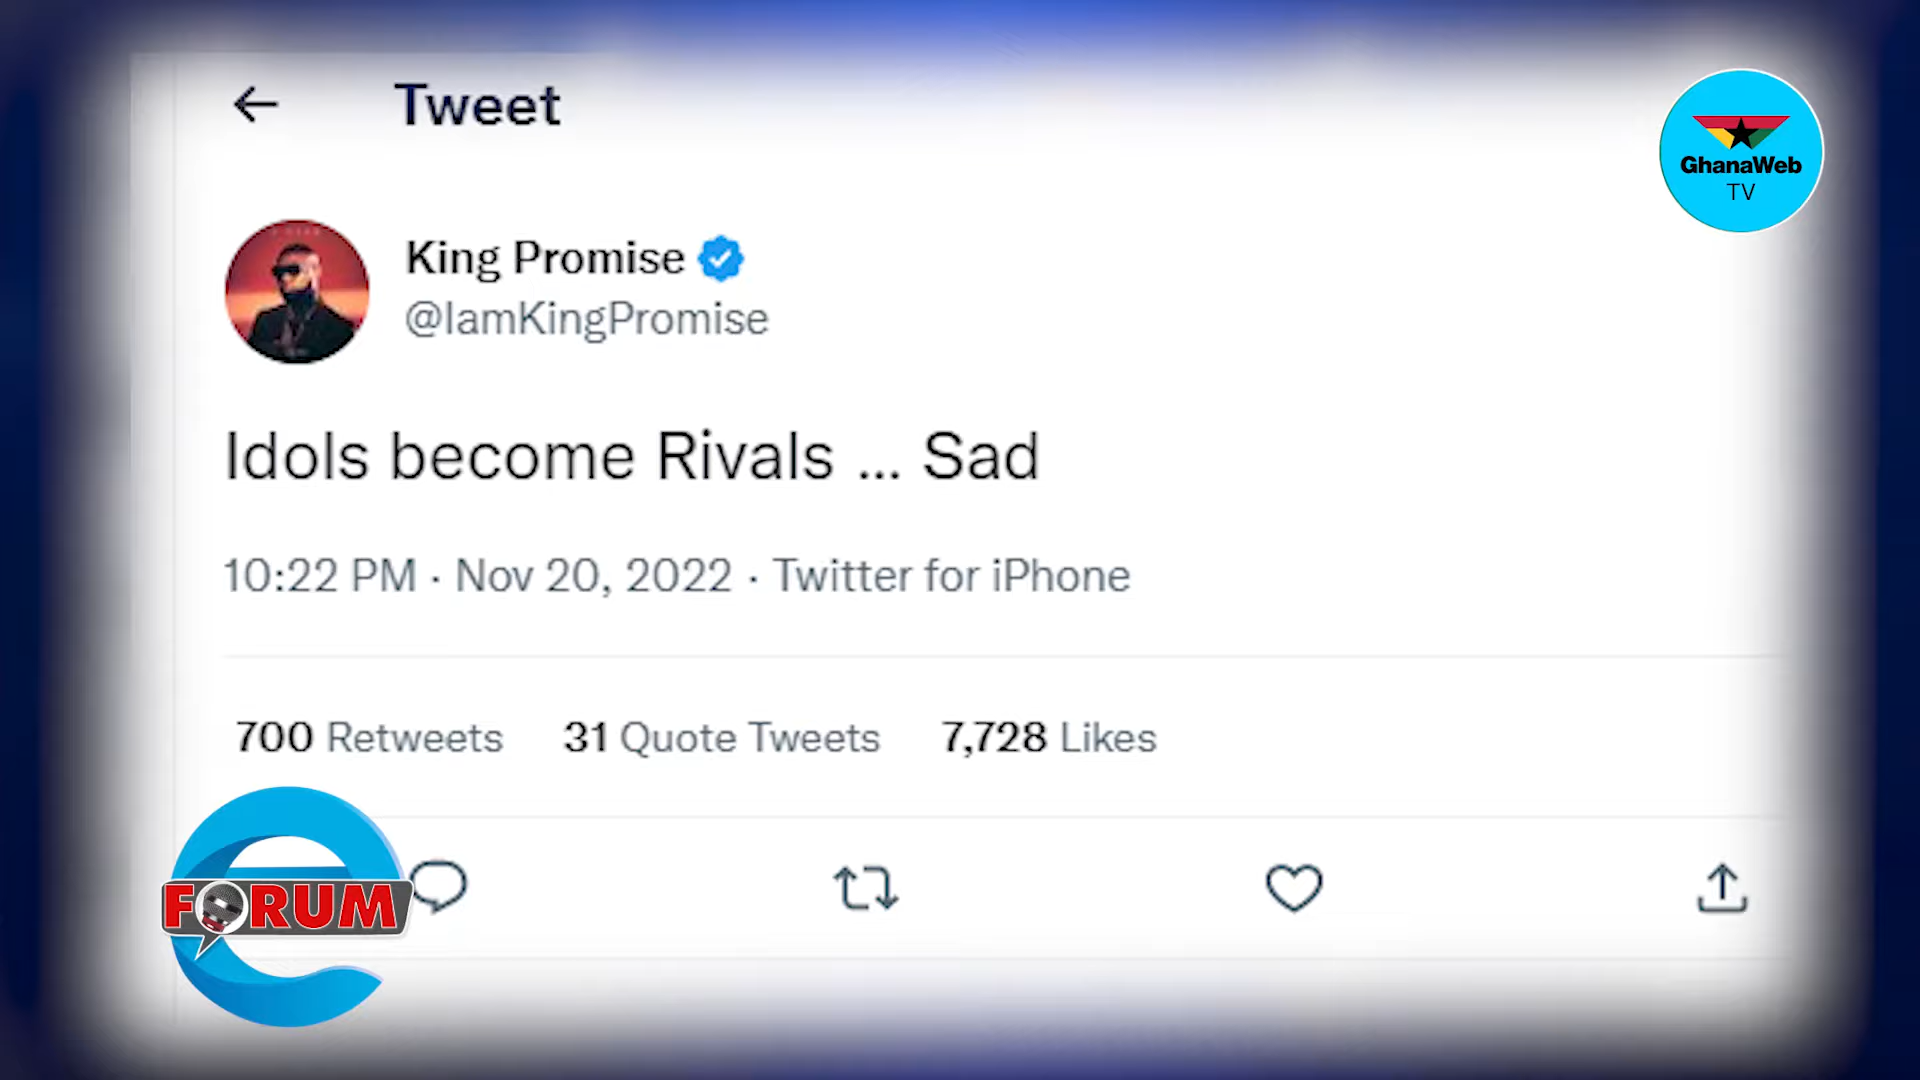 Tweet
GhanaWeb
TV
King Promise
@IamKingPromise
Idols become Rivals ... Sad
10:22 PM · Nov 20, 2022 · Twitter for iPhone
700 Retweets 31 Quote Tweets 7,728 Likes
e
FORUM